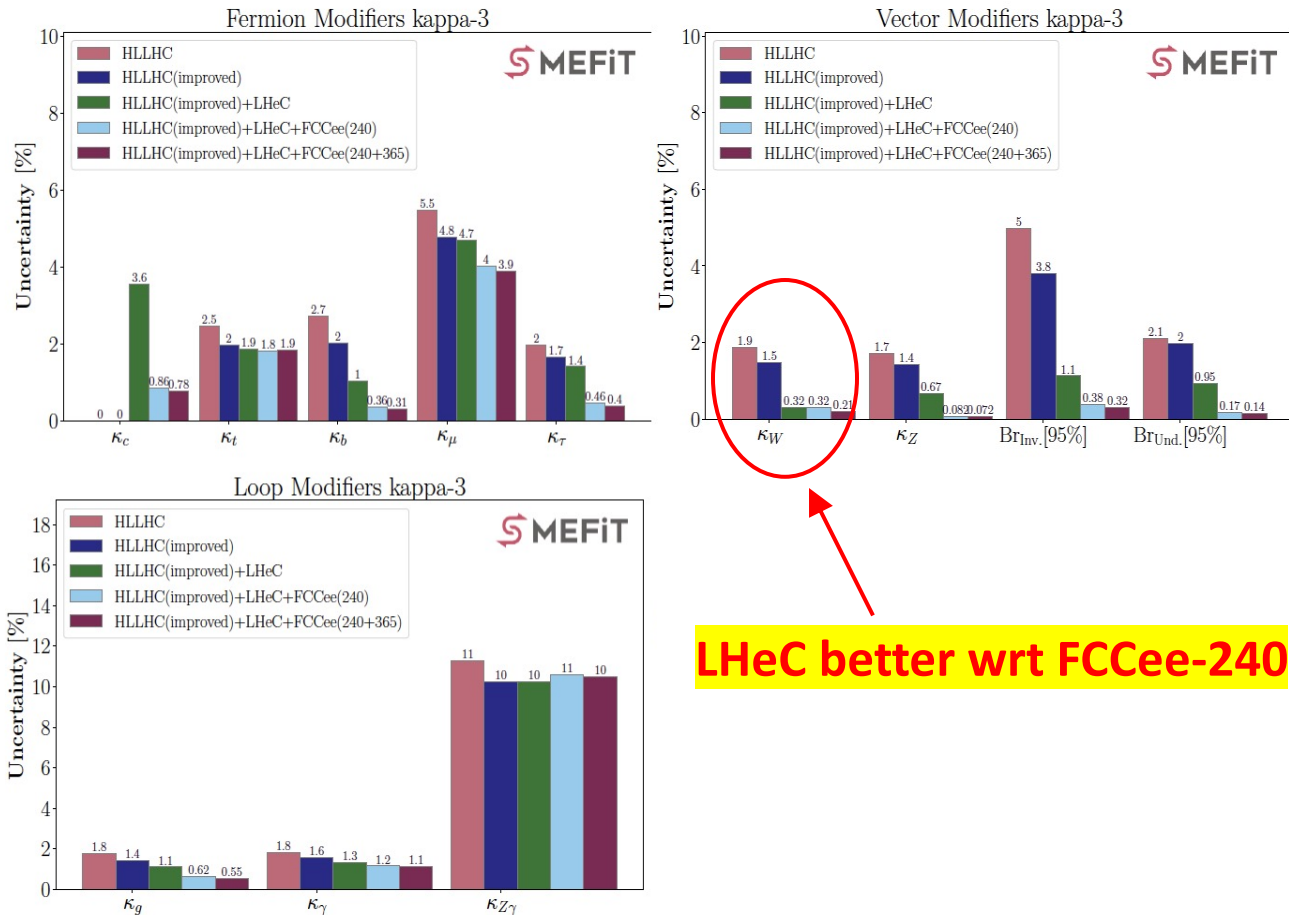 Fermion Modifiers kappa-3
10
8
6
4
2
0
Uncertainty [%]
HLLHC
HLLHC(improved)
HLLHC(improved)+LHeC
HLLHC(improved)+LHeC+FCCee(240)
HLLHC(improved)+LHeC+FCCee(240+365)
SMEFiT
0 0 3.6 0.86 0.78
2.5 2 1.9 1.8 1.9
2.7 2 1 0.36 0.31
5.5 4.8 4.7 4 3.9
2 1.7 1.4 0.46 0.4
κc κt κb κμ κτ
Vector Modifiers kappa-3
10
8
6
4
2
0
Uncertainty [%]
HLLHC
HLLHC(improved)
HLLHC(improved)+LHeC
HLLHC(improved)+LHeC+FCCee(240)
HLLHC(improved)+LHeC+FCCee(240+365)
SMEFiT
1.9 1.5 0.32 0.32 0.21
1.7 1.4 0.67 0.082 0.072
5 3.8 1.1 0.38 0.32
2.1 2 0.95 0.17 0.14
κW κZ BrInv.[95%] BrUnd.[95%]
LHeC better wrt FCCee-240
Loop Modifiers kappa-3
18
16
14
12
10
8
6
4
2
0
Uncertainty [%]
HLLHC
HLLHC(improved)
HLLHC(improved)+LHeC
HLLHC(improved)+LHeC+FCCee(240)
HLLHC(improved)+LHeC+FCCee(240+365)
SMEFiT
1.8 1.4 1.1 0.62 0.55
1.8 1.6 1.3 1.2 1.1
11 10 10 11 10
κg κγ κZγ